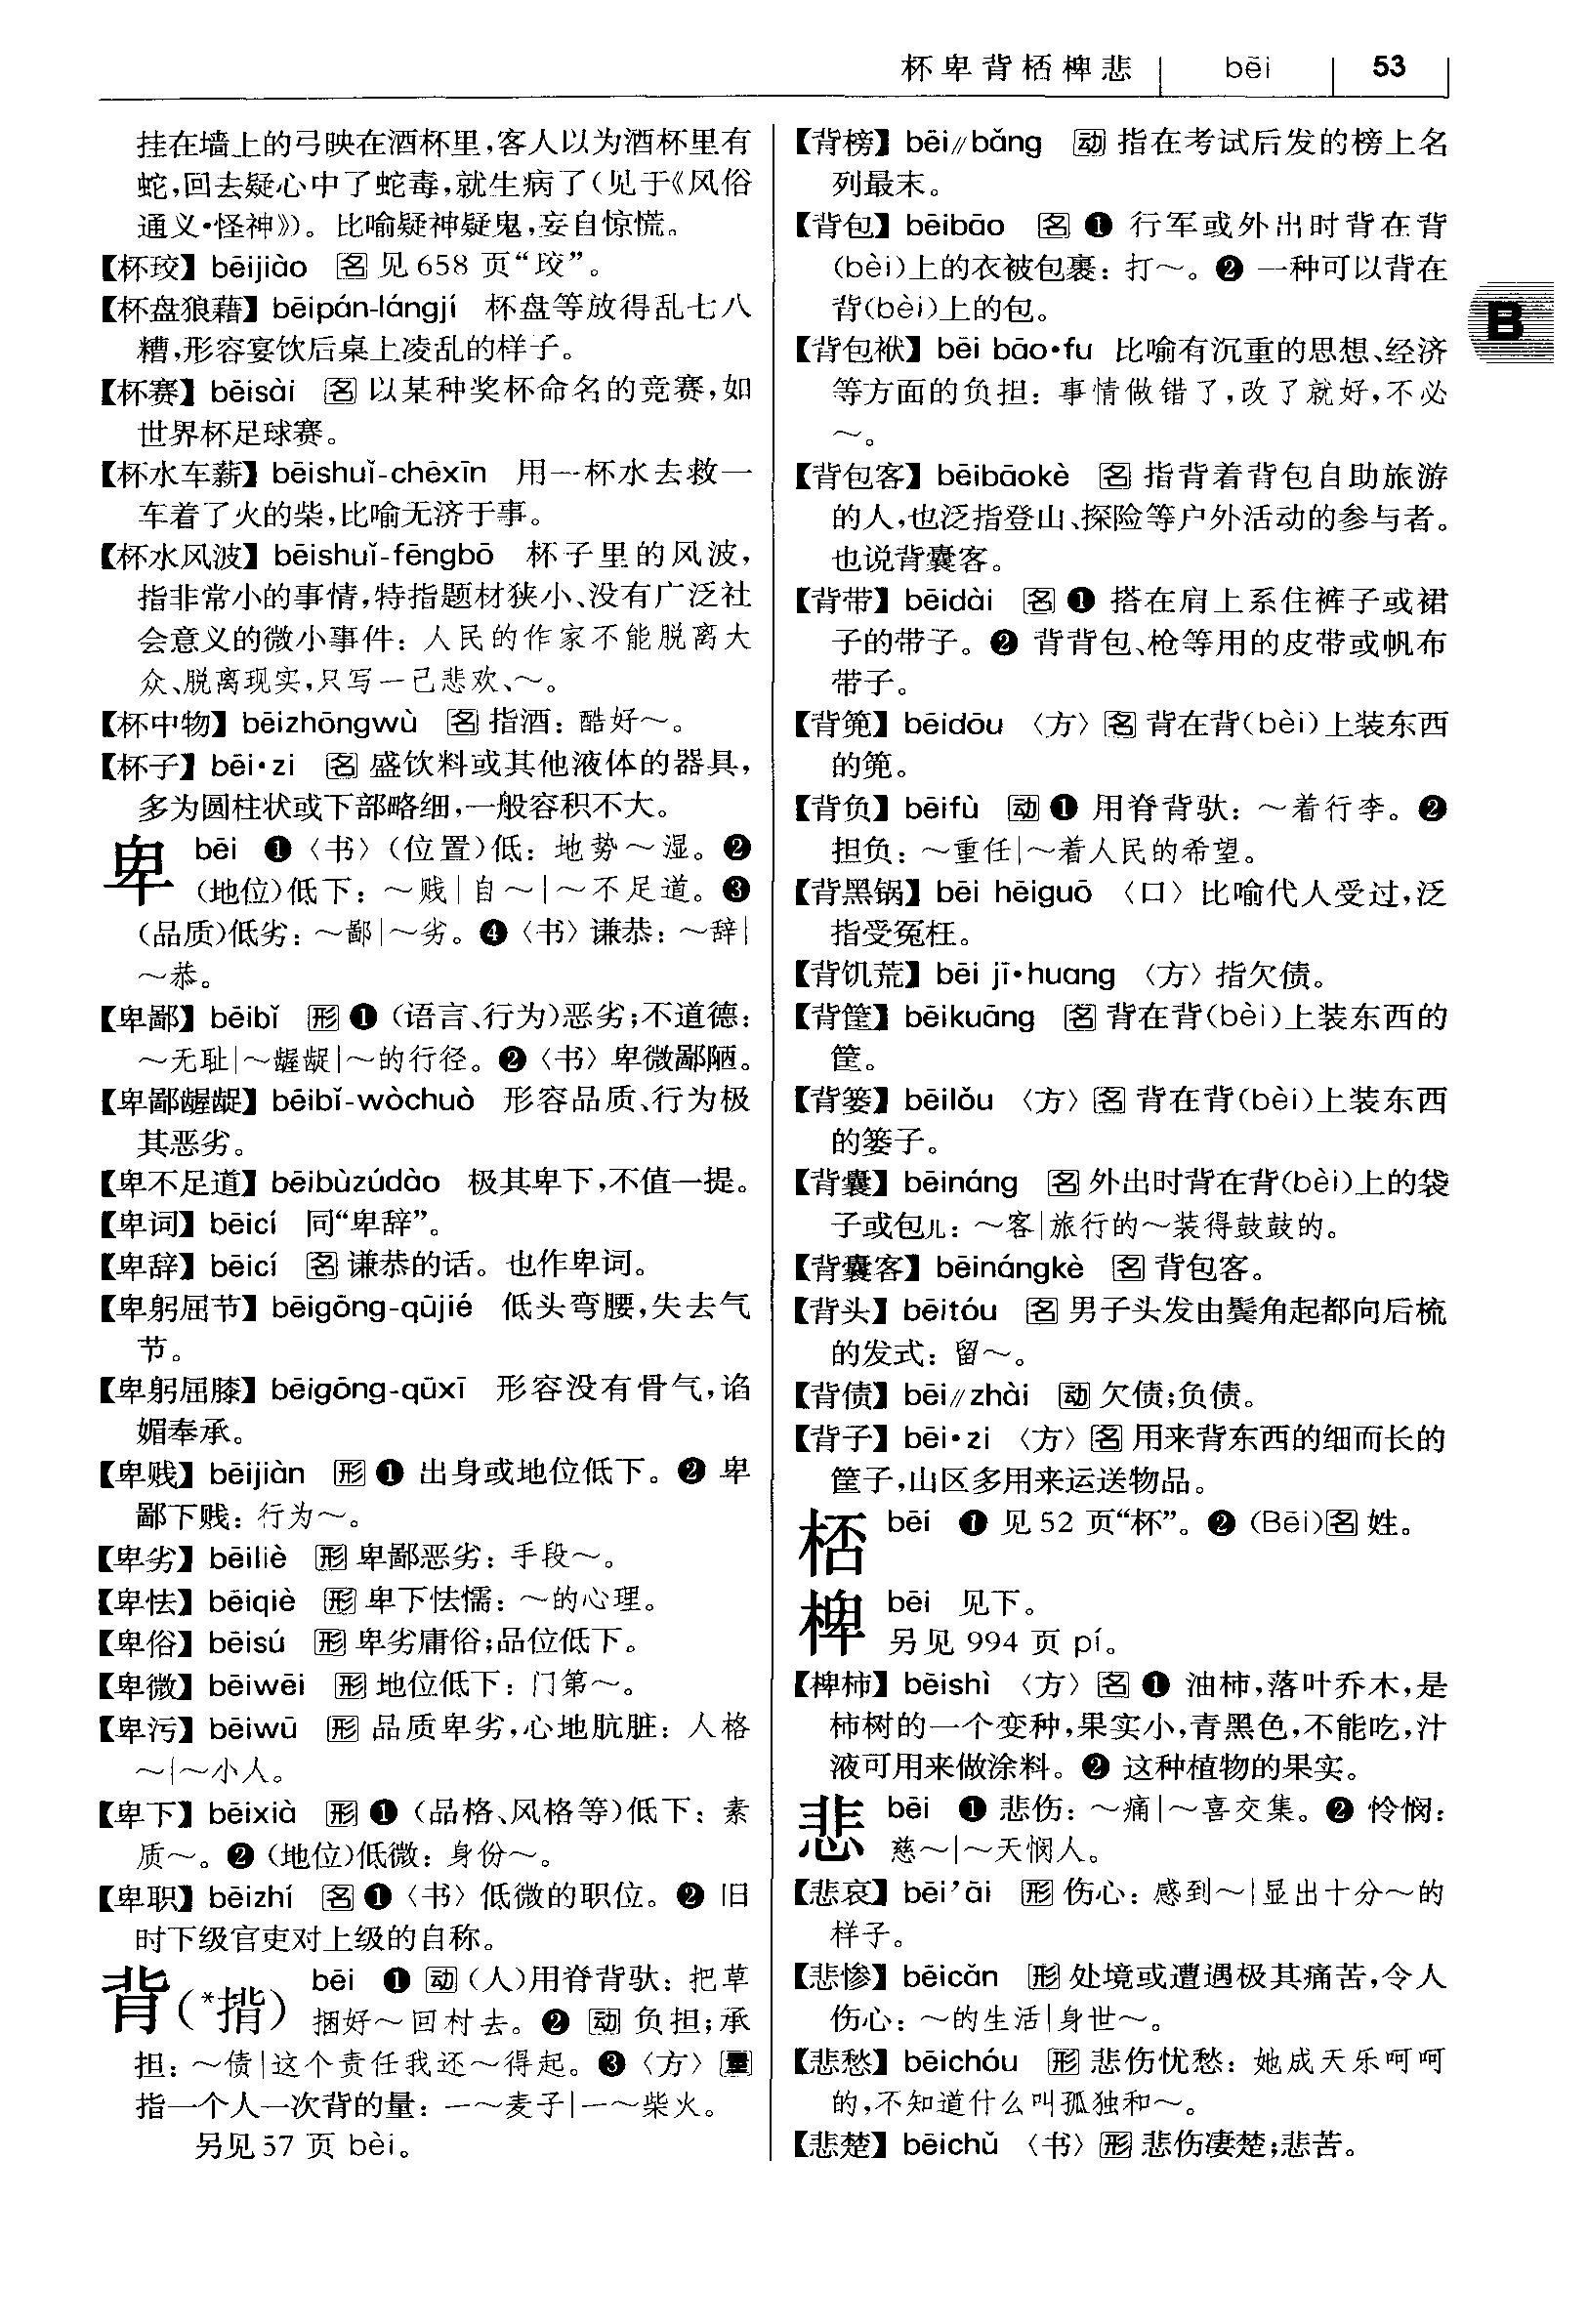 杯卑背桮椑悲 bēi 53
挂在墙上的弓映在酒杯里,客人以为酒杯里有
蛇,回去疑心中了蛇毒,就生病了(见于《风俗
通义·怪神》)。比喻疑神疑鬼,妄自惊慌。
【杯珓】bēijiào 名 见658页“珓”。
【杯盘狼藉】bēipán-lángjí 杯盘等放得乱七八
糟,形容宴饮后桌上凌乱的样子。
【杯赛】bēisài 名 以某种奖杯命名的竞赛,如
世界杯足球赛。
【杯水车薪】bēishuǐ-chēxīn 用一杯水去救一
车着了火的柴,比喻无济于事。
【杯水风波】bēishuǐ-fēngbō 杯子里的风波,
指非常小的事情,特指题材狭小、没有广泛社
会意义的微小事件:人民的作家不能脱离大
众、脱离现实,只写一己悲欢、~。
【杯中物】bēizhōngwù 名 指酒:酷好~。
【杯子】bēi·zi 名 盛饮料或其他液体的器具,
多为圆柱状或下部略细,一般容积不大。
卑 bēi ❶〈书〉(位置)低:地势~湿。❷
(地位)低下:~贱|自~|~不足道。❸
(品质)低劣:~鄙|~劣。❹〈书〉谦恭:~辞|
~恭。
【卑鄙】bēibǐ 形 ❶(语言、行为)恶劣;不道德:
~无耻|~龌龊|~的行径。❷〈书〉卑微鄙陋。
【卑鄙龌龊】bēibǐ-wòchuò 形容品质、行为极
其恶劣。
【卑不足道】bēibùzúdào 极其卑下,不值一提。
【卑词】bēicí 同“卑辞”。
【卑辞】bēicí 名 谦恭的话。也作卑词。
【卑躬屈节】bēigōng-qūjié 低头弯腰,失去气
节。
【卑躬屈膝】bēigōng-qūxī 形容没有骨气,谄
媚奉承。
【卑贱】bēijiàn 形 ❶ 出身或地位低下。❷ 卑
鄙下贱:行为~。
【卑劣】bēiliè 形 卑鄙恶劣:手段~。
【卑怯】bēiqiè 形 卑下怯懦:~的心理。
【卑俗】bēisú 形 卑劣庸俗;品位低下。
【卑微】bēiwēi 形 地位低下:门第~。
【卑污】bēiwū 形 品质卑劣,心地肮脏:人格
~|~小人。
【卑下】bēixià 形 ❶(品格、风格等)低下:素
质~。❷(地位)低微:身份~。
【卑职】bēizhí 名 ❶〈书〉低微的职位。❷ 旧
时下级官吏对上级的自称。
背(*揹) bēi ❶ 动(人)用脊背驮:把草
捆好~回村去。❷ 动 负担;承
担:~债|这个责任我还~得起。❸〈方〉量
指一个人一次背的量:一~麦子|一~柴火。
另见57页 bèi。
【背榜】bēi//bǎng 动 指在考试后发的榜上名
列最末。
【背包】bēibāo 名 ❶ 行军或外出时背在背
(bèi)上的衣被包裹:打~。❷ 一种可以背在
背(bèi)上的包。
【背包袱】bēi bāo·fu 比喻有沉重的思想、经济
等方面的负担:事情做错了,改了就好,不必
~。
【背包客】bēibāokè 名 指背着背包自助旅游
的人,也泛指登山、探险等户外活动的参与者。
也说背囊客。
【背带】bēidài 名 ❶ 搭在肩上系住裤子或裙
子的带子。❷ 背背包、枪等用的皮带或帆布
带子。
【背篼】bēidōu〈方〉名 背在背(bèi)上装东西
的篼。
【背负】bēifù 动 ❶ 用脊背驮:~着行李。❷
担负:~重任|~着人民的希望。
【背黑锅】bēi hēiguō〈口〉比喻代人受过,泛
指受冤枉。
【背饥荒】bēi jī·huang〈方〉指欠债。
【背筐】bēikuāng 名 背在背(bèi)上装东西的
筐。
【背篓】bēilǒu〈方〉名 背在背(bèi)上装东西
的篓子。
【背囊】bēináng 名 外出时背在背(bèi)上的袋
子或包儿:~客|旅行的~装得鼓鼓的。
【背囊客】bēinángkè 名 背包客。
【背头】bēitóu 名 男子头发由鬓角起都向后梳
的发式:留~。
【背债】bēi//zhài 动 欠债;负债。
【背子】bēi·zi〈方〉名 用来背东西的细而长的
筐子,山区多用来运送物品。
桮 bēi ❶ 见52页“杯”。❷(Bēi)名 姓。
椑 bēi 见下。
另见994页 pí。
【椑柿】bēishì〈方〉名 ❶ 油柿,落叶乔木,是
柿树的一个变种,果实小,青黑色,不能吃,汁
液可用来做涂料。❷ 这种植物的果实。
悲 bēi ❶ 悲伤:~痛|~喜交集。❷ 怜悯:
慈~|~天悯人。
【悲哀】bēi'āi 形 伤心:感到~|显出十分~的
样子。
【悲惨】bēicǎn 形 处境或遭遇极其痛苦,令人
伤心:~的生活|身世~。
【悲愁】bēichóu 形 悲伤忧愁:她成天乐呵呵
的,不知道什么叫孤独和~。
【悲楚】bēichǔ〈书〉形 悲伤凄楚;悲苦。
B